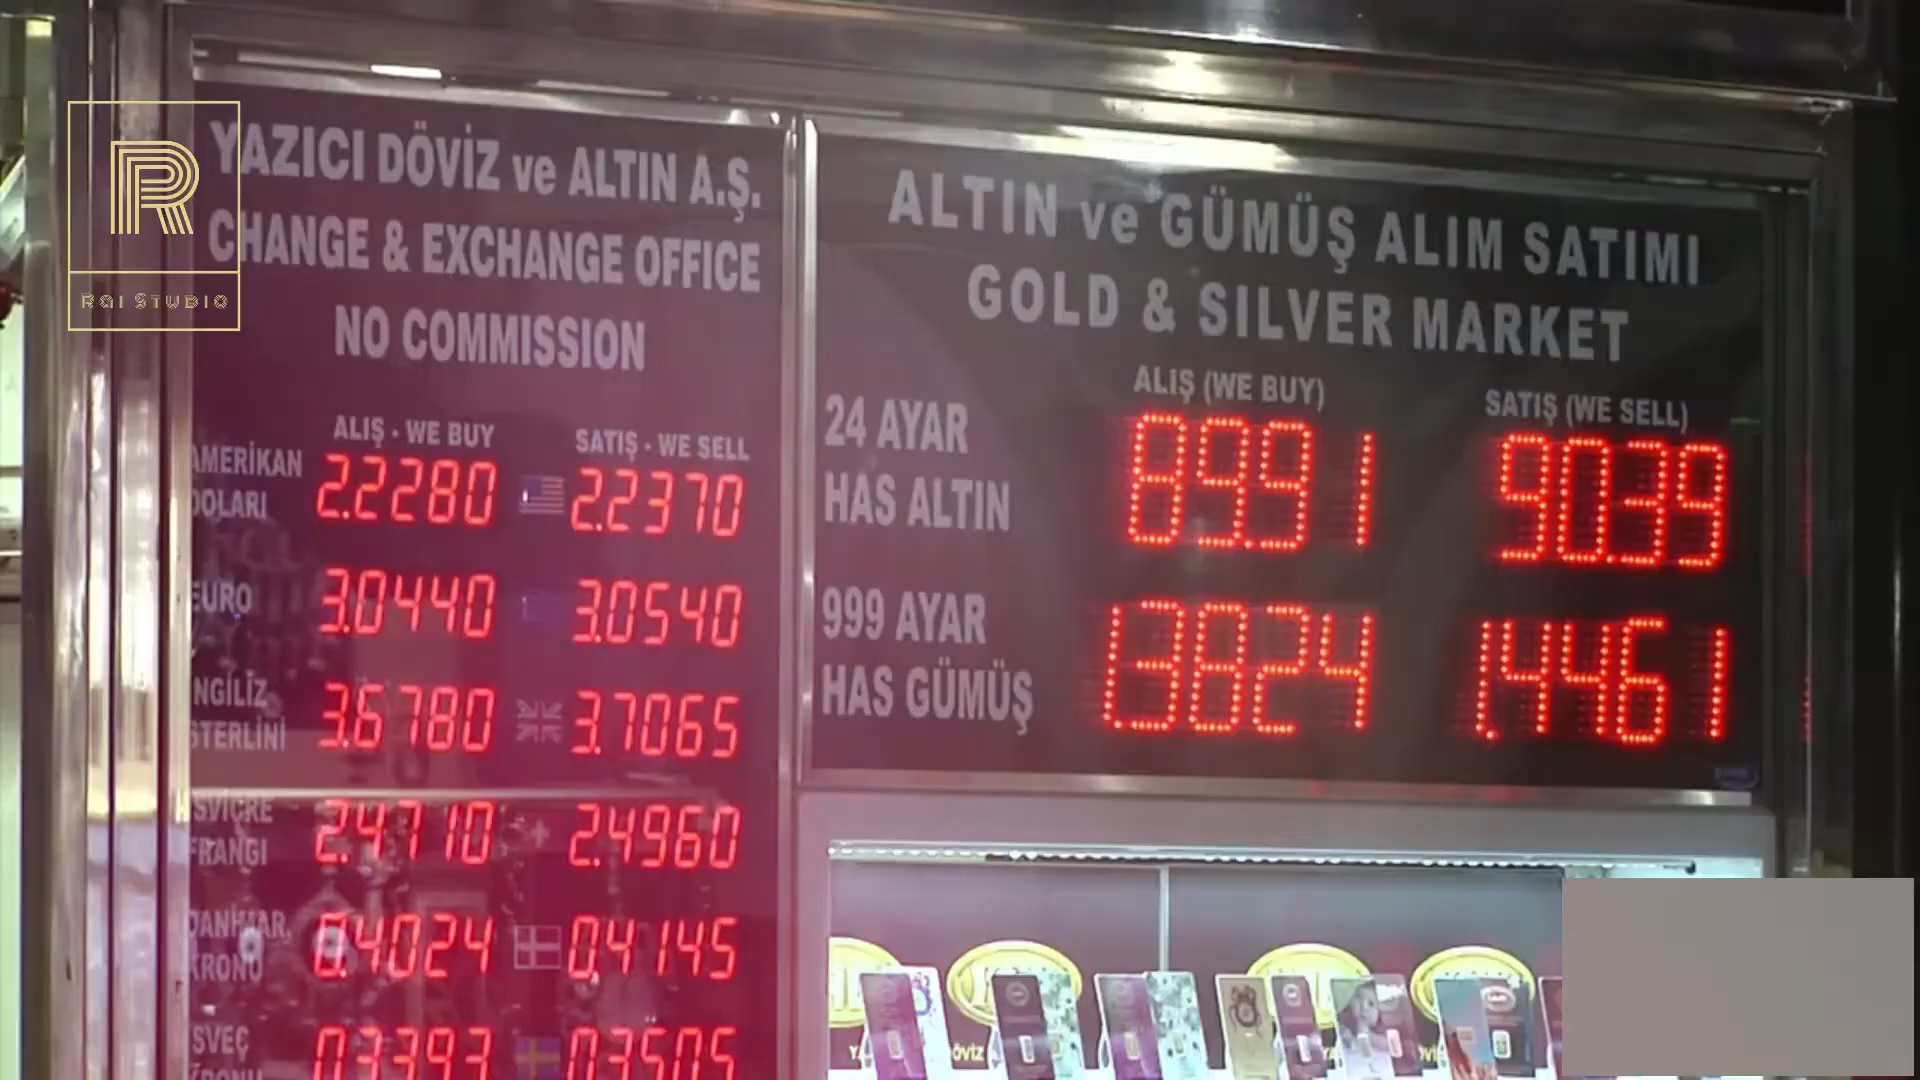 R
RAI STUDIO
YAZICI DÖVİZ ve ALTIN A.Ş.
CHANGE & EXCHANGE OFFICE
NO COMMISSION
ALIŞ - WE BUY SATIŞ - WE SELL
AMERİKAN
DOLARI
2.2280 2.2370
EURO 3.0440 3.0540
NGİLİZ
STERLİNİ
3.6780 3.7065
SVİÇRE
FRANGI
2.4710 2.4960
DANİMAR.
KRONU
0.4024 0.4145
SVEÇ
KRONU
0.3393 0.3505
ALTIN ve GÜMÜŞ ALIM SATIMI
GOLD & SILVER MARKET
ALIŞ (WE BUY) SATIŞ (WE SELL)
24 AYAR
HAS ALTIN
89.91 90.39
999 AYAR
HAS GÜMÜŞ
1.3824 1.4461